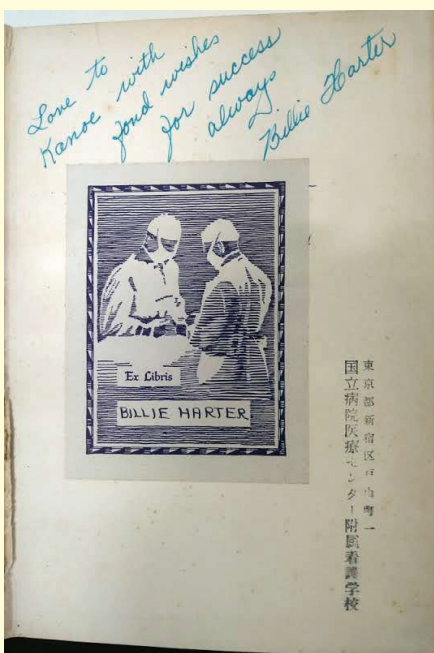 Love to
Kanoe with
fond wishes
for success
always
Billie Harter
Ex Libris
BILLIE HARTER
東京都新宿区戸山町一
国立病院医療センター附属看護学校